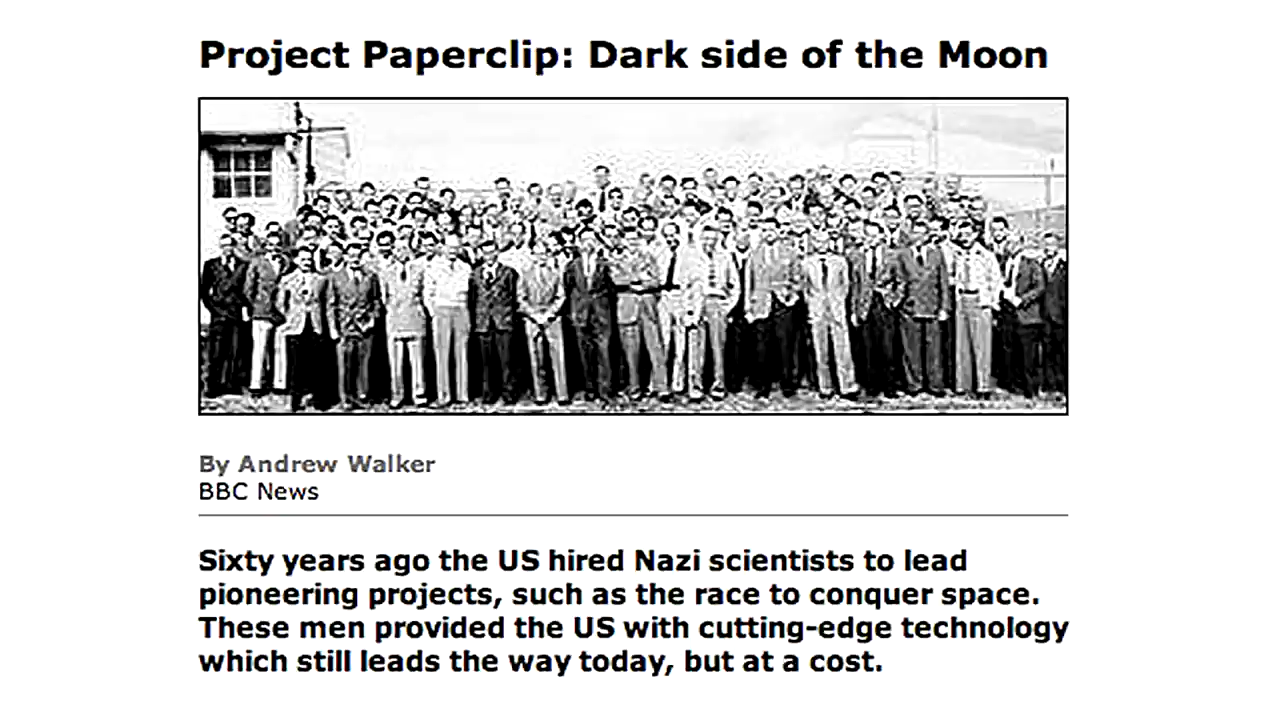 Project Paperclip: Dark side of the Moon
By Andrew Walker
BBC News
Sixty years ago the US hired Nazi scientists to lead
pioneering projects, such as the race to conquer space.
These men provided the US with cutting-edge technology
which still leads the way today, but at a cost.